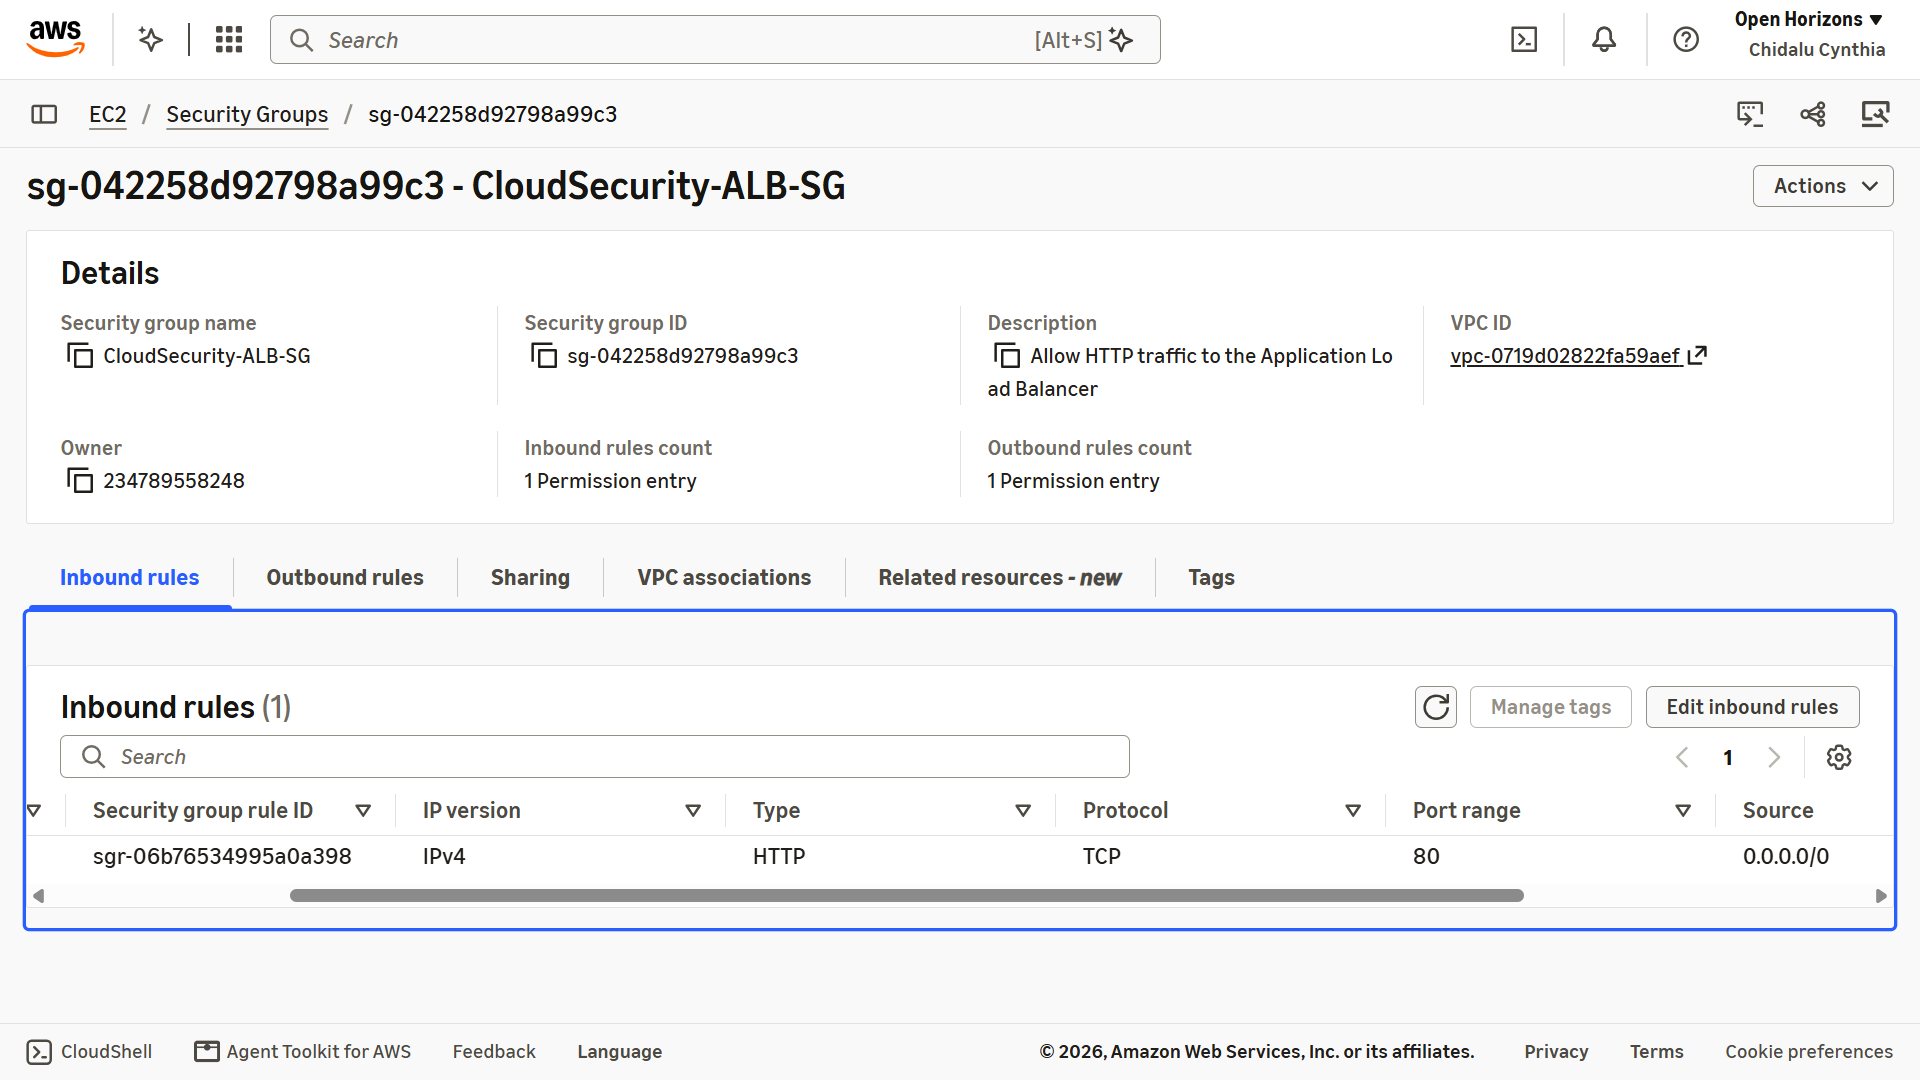 aws
Search [Alt+S]
Open Horizons
Chidalu Cynthia
EC2 / Security Groups / sg-042258d92798a99c3
sg-042258d92798a99c3 - CloudSecurity-ALB-SG
Actions
Details
Security group name
CloudSecurity-ALB-SG
Security group ID
sg-042258d92798a99c3
Description
Allow HTTP traffic to the Application Lo
ad Balancer
VPC ID
vpc-0719d02822fa59aef
Owner
234789558248
Inbound rules count
1 Permission entry
Outbound rules count
1 Permission entry
Inbound rules
Outbound rules
Sharing
VPC associations
Related resources - new
Tags
Inbound rules (1)
Manage tags
Edit inbound rules
Search
1
Security group rule ID IP version Type Protocol Port range Source
sgr-06b76534995a0a398 IPv4 HTTP TCP 80 0.0.0.0/0
CloudShell Agent Toolkit for AWS Feedback Language © 2026, Amazon Web Services, Inc. or its affiliates. Privacy Terms Cookie preferences